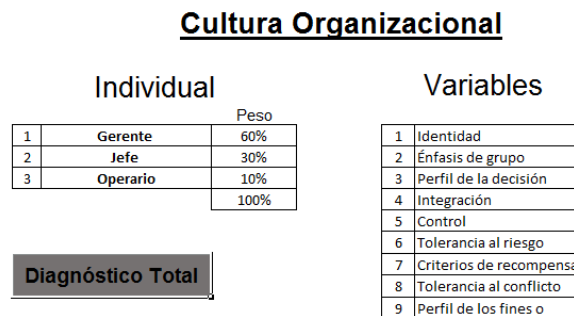 Cultura Organizacional
Individual
Peso
1 Gerente 60%
2 Jefe 30%
3 Operario 10%
100%
Diagnóstico Total
Variables
1 Identidad
2 Énfasis de grupo
3 Perfil de la decisión
4 Integración
5 Control
6 Tolerancia al riesgo
7 Criterios de recompensa
8 Tolerancia al conflicto
9 Perfil de los fines o